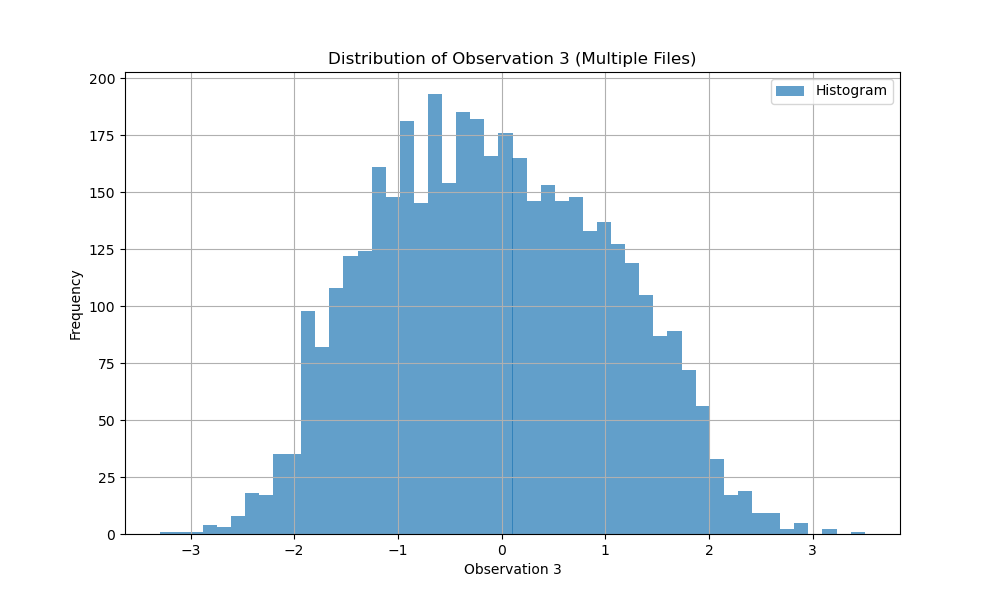 Distribution of Observation 3 (Multiple Files)
Histogram
200
175
150
125
100
75
50
25
0
Frequency
−3 −2 −1 0 1 2 3
Observation 3